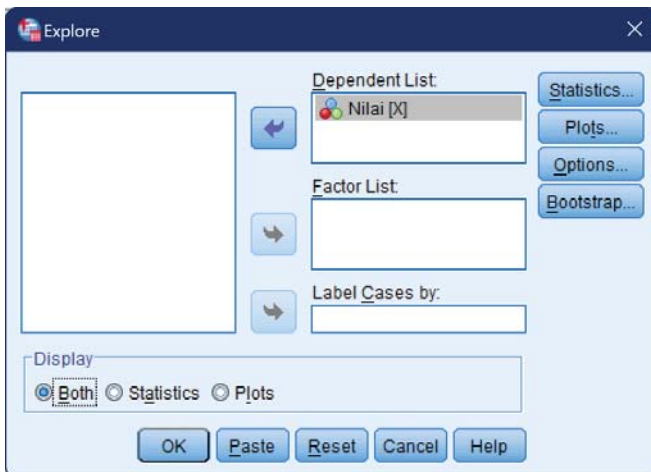 Explore
Dependent List:
Nilai [X]
Factor List:
Label Cases by:
Statistics...
Plots...
Options...
Bootstrap...
Display
Both
Statistics
Plots
OK
Paste
Reset
Cancel
Help